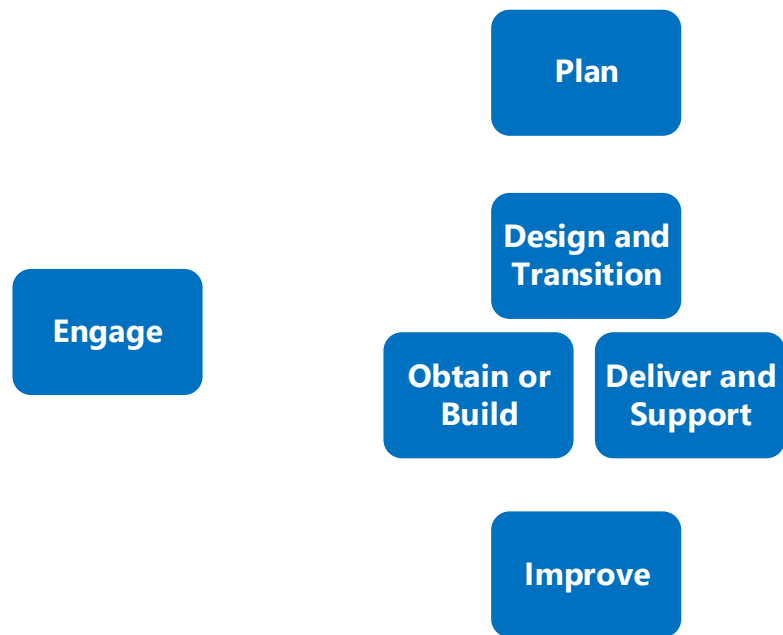 Plan
Design and
Transition
Engage
Obtain or
Build
Deliver and
Support
Improve